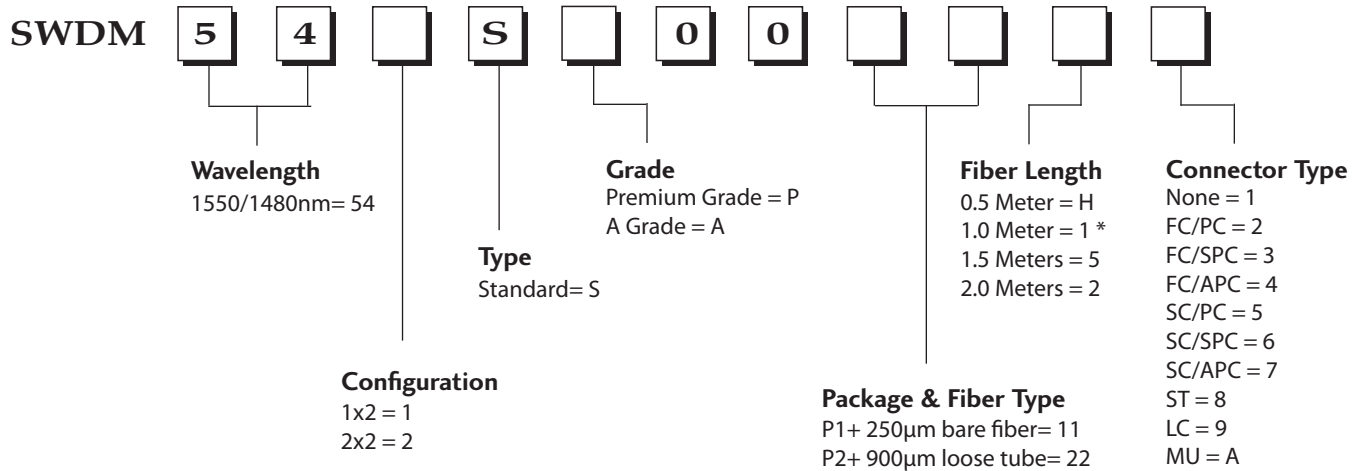 SWDM 5 4 S 0 0
Wavelength
1550/1480nm= 54
Configuration
1x2 = 1
2x2 = 2
Type
Standard= S
Grade
Premium Grade = P
A Grade = A
Package & Fiber Type
P1+ 250µm bare fiber= 11
P2+ 900µm loose tube= 22
Fiber Length
0.5 Meter = H
1.0 Meter = 1 *
1.5 Meters = 5
2.0 Meters = 2
Connector Type
None = 1
FC/PC = 2
FC/SPC = 3
FC/APC = 4
SC/PC = 5
SC/SPC = 6
SC/APC = 7
ST = 8
LC = 9
MU = A